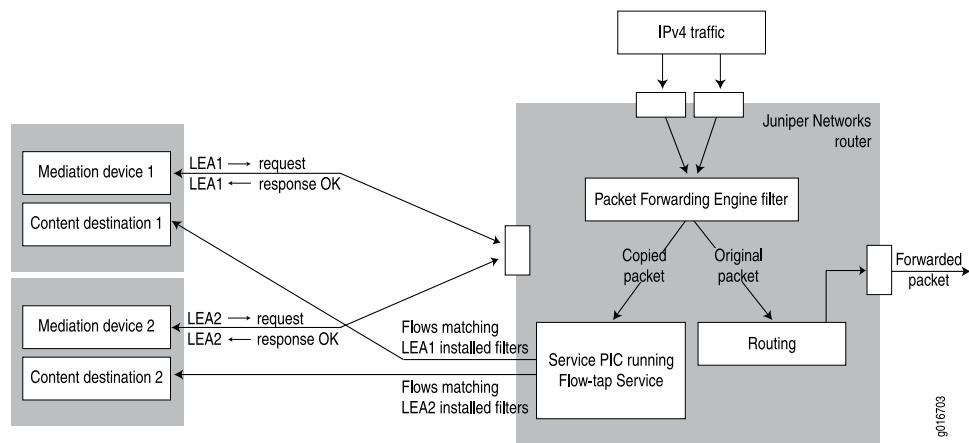 IPv4 traffic
Juniper Networks
router
Mediation device 1
Content destination 1
LEA1 → request
LEA1 ← response OK
Packet Forwarding Engine filter
Copied
packet
Original
packet
Forwarded
packet
Mediation device 2
Content destination 2
LEA2 → request
LEA2 ← response OK
Flows matching
LEA1 installed filters
Flows matching
LEA2 installed filters
Service PIC running
Flow-tap Service
Routing
g016703